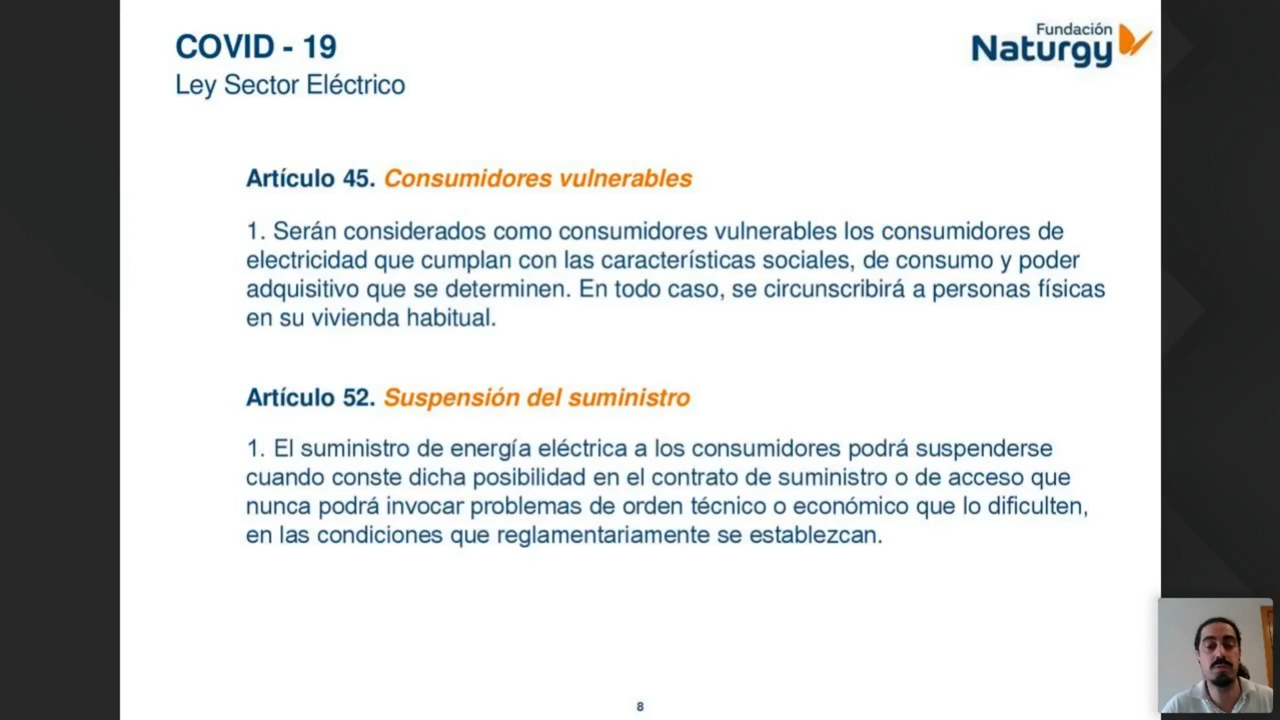 COVID - 19
Ley Sector Eléctrico
Fundación
Naturgy
Artículo 45. Consumidores vulnerables
1. Serán considerados como consumidores vulnerables los consumidores de
electricidad que cumplan con las características sociales, de consumo y poder
adquisitivo que se determinen. En todo caso, se circunscribirá a personas físicas
en su vivienda habitual.
Artículo 52. Suspensión del suministro
1. El suministro de energía eléctrica a los consumidores podrá suspenderse
cuando conste dicha posibilidad en el contrato de suministro o de acceso que
nunca podrá invocar problemas de orden técnico o económico que lo dificulten,
en las condiciones que reglamentariamente se establezcan.
8